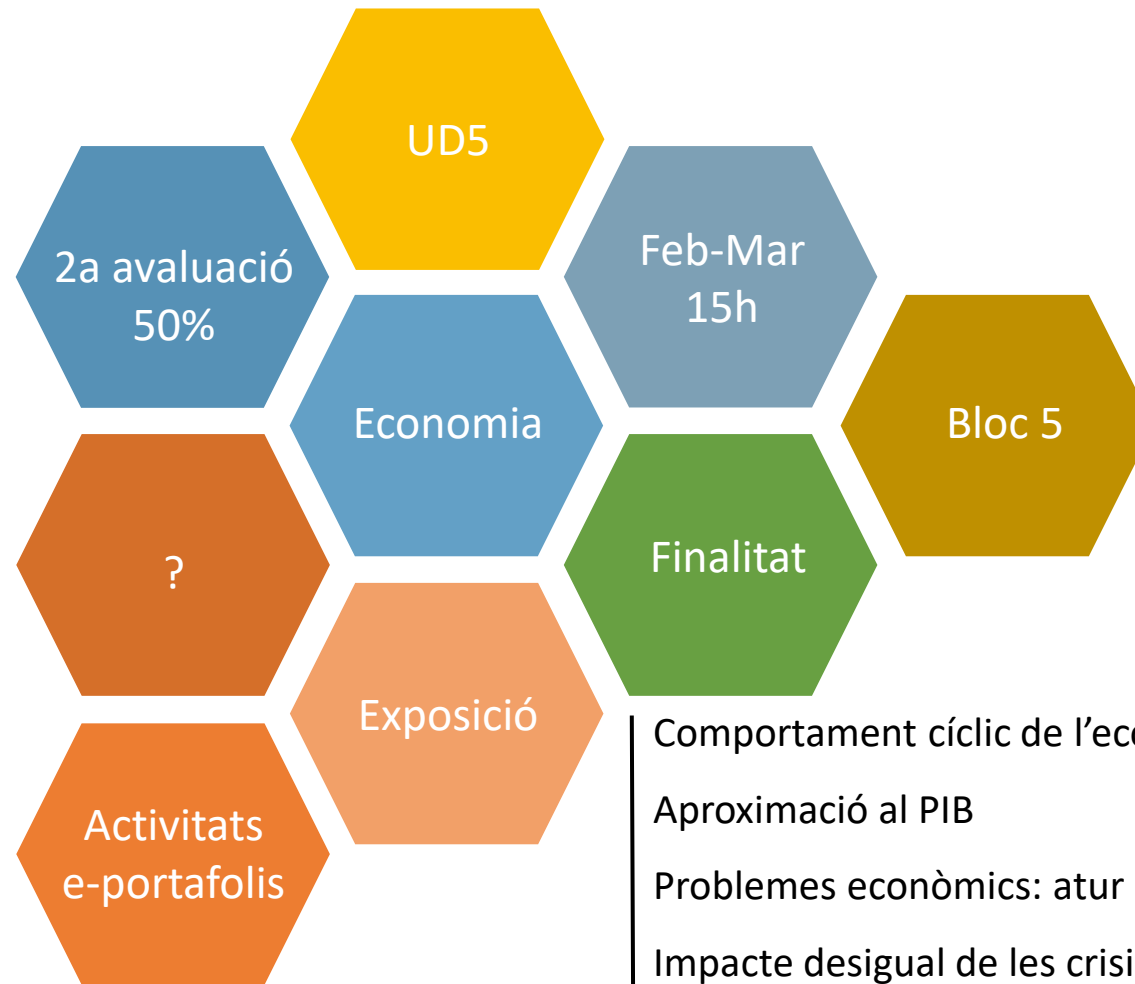 UD5
2a avaluació
50%
Feb-Mar
15h
Economia
Bloc 5
?
Finalitat
Exposició
Activitats
e-portafolis
Comportament cíclic de l’eco
Aproximació al PIB
Problemes econòmics: atur
Impacte desigual de les crisi